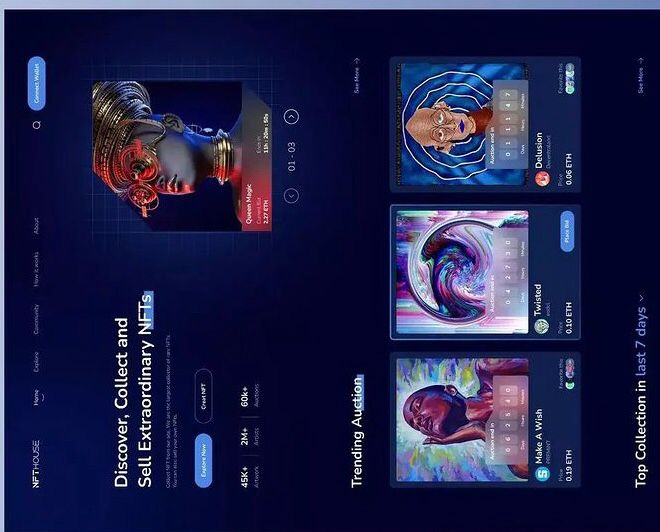 NFTHOUSE
Home Explore Community How it works About
Connect Wallet
Discover, Collect and
Sell Extraordinary NFTs
Collect NFT from our site, We are the largest collector of rare NFTs.
You can also sell your own NFTs.
Explore Now Creat NFT
45K+ 2M+ 60k+
Artwork Artists Auctions
Queen Magic
Current Bid Ends in
2.27 ETH 11h : 20m : 50s
01 - 03
Trending Auction
See More
Auction end in
0 6 2 5 4 0
Days Hours Minutes
Make A Wish
PREMINT
Price Favorite this
0.19 ETH
Auction end in
0 4 2 7 3 0
Days Hours Minutes
Twisted
Price
0.10 ETH
Place Bid
Auction end in
0 1 1 1 4 7
Days Hours Minutes
Delusion
Decentraland
Price Favorite this
0.06 ETH
Top Collection in last 7 days
See More